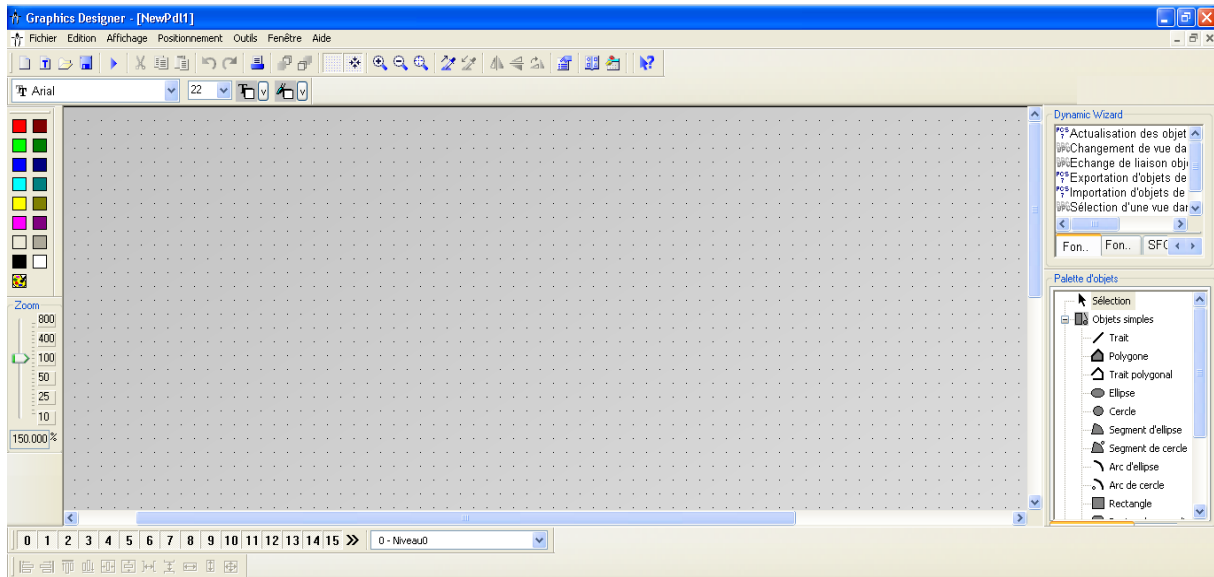 Graphics Designer - [NewPdl1]
Fichier Edition Affichage Positionnement Outils Fenêtre Aide
Arial 22
Dynamic Wizard
Actualisation des objet
Changement de vue da
Echange de liaison obj
Exportation d'objets de
Importation d'objets de
Sélection d'une vue dar
Fon.. Fon.. SFC
Zoom
800
400
100
50
25
10
150.000 %
Palette d'objets
Sélection
Objets simples
Trait
Polygone
Trait polygonal
Ellipse
Cercle
Segment d'ellipse
Segment de cercle
Arc d'ellipse
Arc de cercle
Rectangle
0 1 2 3 4 5 6 7 8 9 10 11 12 13 14 15 0 - Niveau0